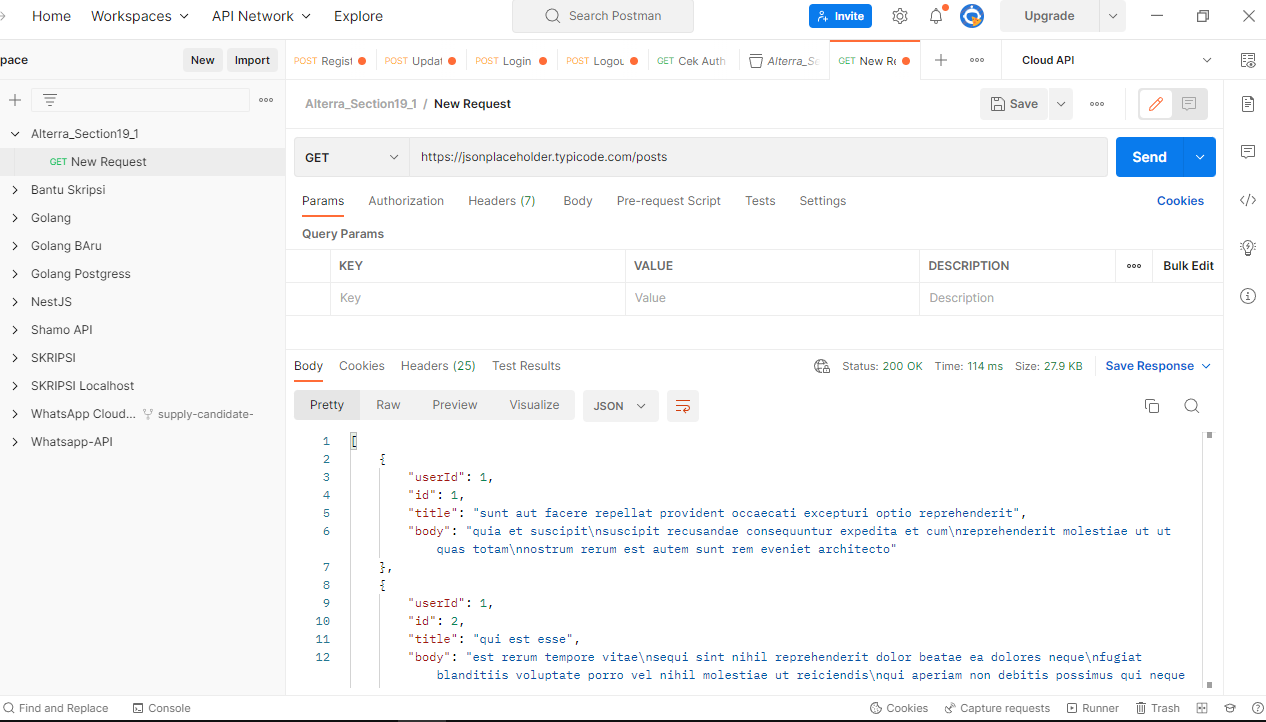 Home Workspaces API Network Explore Search Postman Invite Upgrade
pace New Import
POST Regist POST Updat POST Login POST Logou GET Cek Auth Alterra_Se GET New Re Cloud API
Alterra_Section19_1 / New Request Save
Alterra_Section19_1
GET New Request
Bantu Skripsi
Golang
Golang BAru
Golang Postgress
NestJS
Shamo API
SKRIPSI
SKRIPSI Localhost
WhatsApp Cloud... supply-candidate-
Whatsapp-API
GET https://jsonplaceholder.typicode.com/posts Send
Params Authorization Headers (7) Body Pre-request Script Tests Settings Cookies
Query Params
KEY VALUE DESCRIPTION Bulk Edit
Key Value Description
Body Cookies Headers (25) Test Results Status: 200 OK Time: 114 ms Size: 27.9 KB Save Response
Pretty Raw Preview Visualize JSON
1 [
2 {
3 "userId": 1,
4 "id": 1,
5 "title": "sunt aut facere repellat provident occaecati excepturi optio reprehenderit",
6 "body": "quia et suscipit\nsuscipit recusandae consequuntur expedita et cum\nreprehenderit molestiae ut ut
quas totam\nnostrum rerum est autem sunt rem eveniet architecto"
7 },
8 {
9 "userId": 1,
10 "id": 2,
11 "title": "qui est esse",
12 "body": "est rerum tempore vitae\nsequi sint nihil reprehenderit dolor beatae ea dolores neque\nfugiat
blanditiis voluptate porro vel nihil molestiae ut reiciendis\nqui aperiam non debitis possimus qui neque
Find and Replace Console Cookies Capture requests Runner Trash